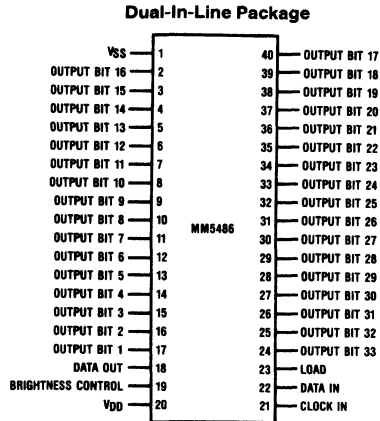 Dual-In-Line Package
VSS 1 40 OUTPUT BIT 17
OUTPUT BIT 16 2 39 OUTPUT BIT 18
OUTPUT BIT 15 3 38 OUTPUT BIT 19
OUTPUT BIT 14 4 37 OUTPUT BIT 20
OUTPUT BIT 13 5 36 OUTPUT BIT 21
OUTPUT BIT 12 6 35 OUTPUT BIT 22
OUTPUT BIT 11 7 34 OUTPUT BIT 23
OUTPUT BIT 10 8 33 OUTPUT BIT 24
OUTPUT BIT 9 9 32 OUTPUT BIT 25
OUTPUT BIT 8 10 31 OUTPUT BIT 26
MM5486
OUTPUT BIT 7 11 30 OUTPUT BIT 27
OUTPUT BIT 6 12 29 OUTPUT BIT 28
OUTPUT BIT 5 13 28 OUTPUT BIT 29
OUTPUT BIT 4 14 27 OUTPUT BIT 30
OUTPUT BIT 3 15 26 OUTPUT BIT 31
OUTPUT BIT 2 16 25 OUTPUT BIT 32
OUTPUT BIT 1 17 24 OUTPUT BIT 33
DATA OUT 18 23 LOAD
BRIGHTNESS CONTROL 19 22 DATA IN
VDD 20 21 CLOCK IN